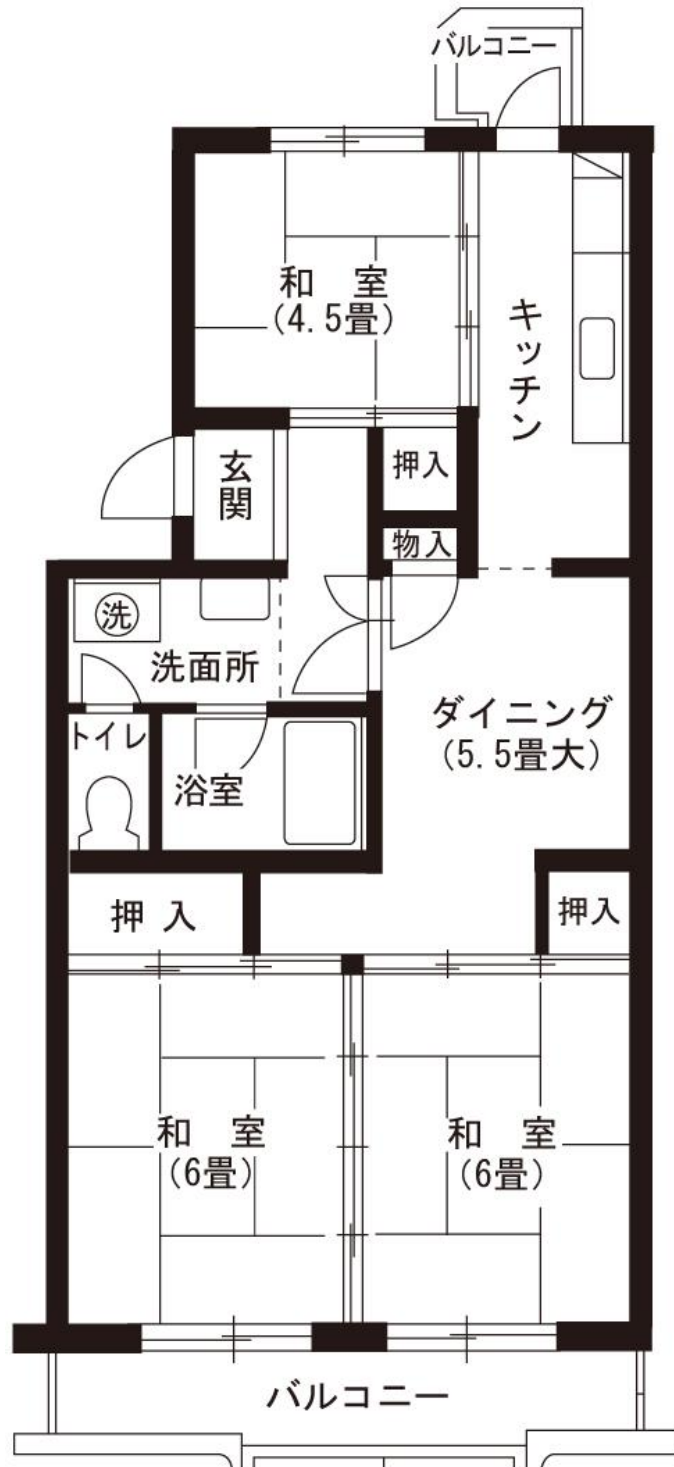 バルコニー
和 室
(4.5畳)
キッチン
玄関
押入
物入
洗
洗面所
ダイニング
(5.5畳大)
トイレ
浴室
押 入
押入
和 室
(6畳)
和 室
(6畳)
バルコニー